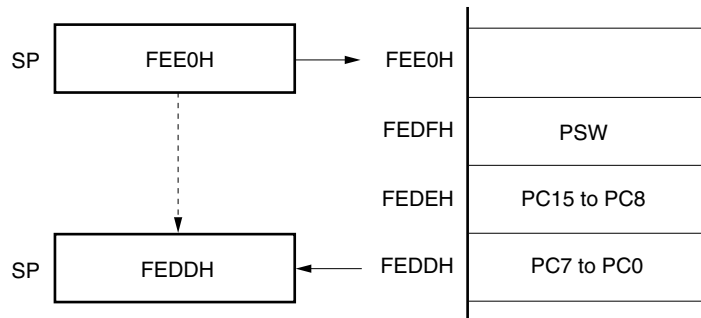 SP FEE0H FEE0H
FEDFH PSW
FEDEH PC15 to PC8
SP FEDDH FEDDH PC7 to PC0